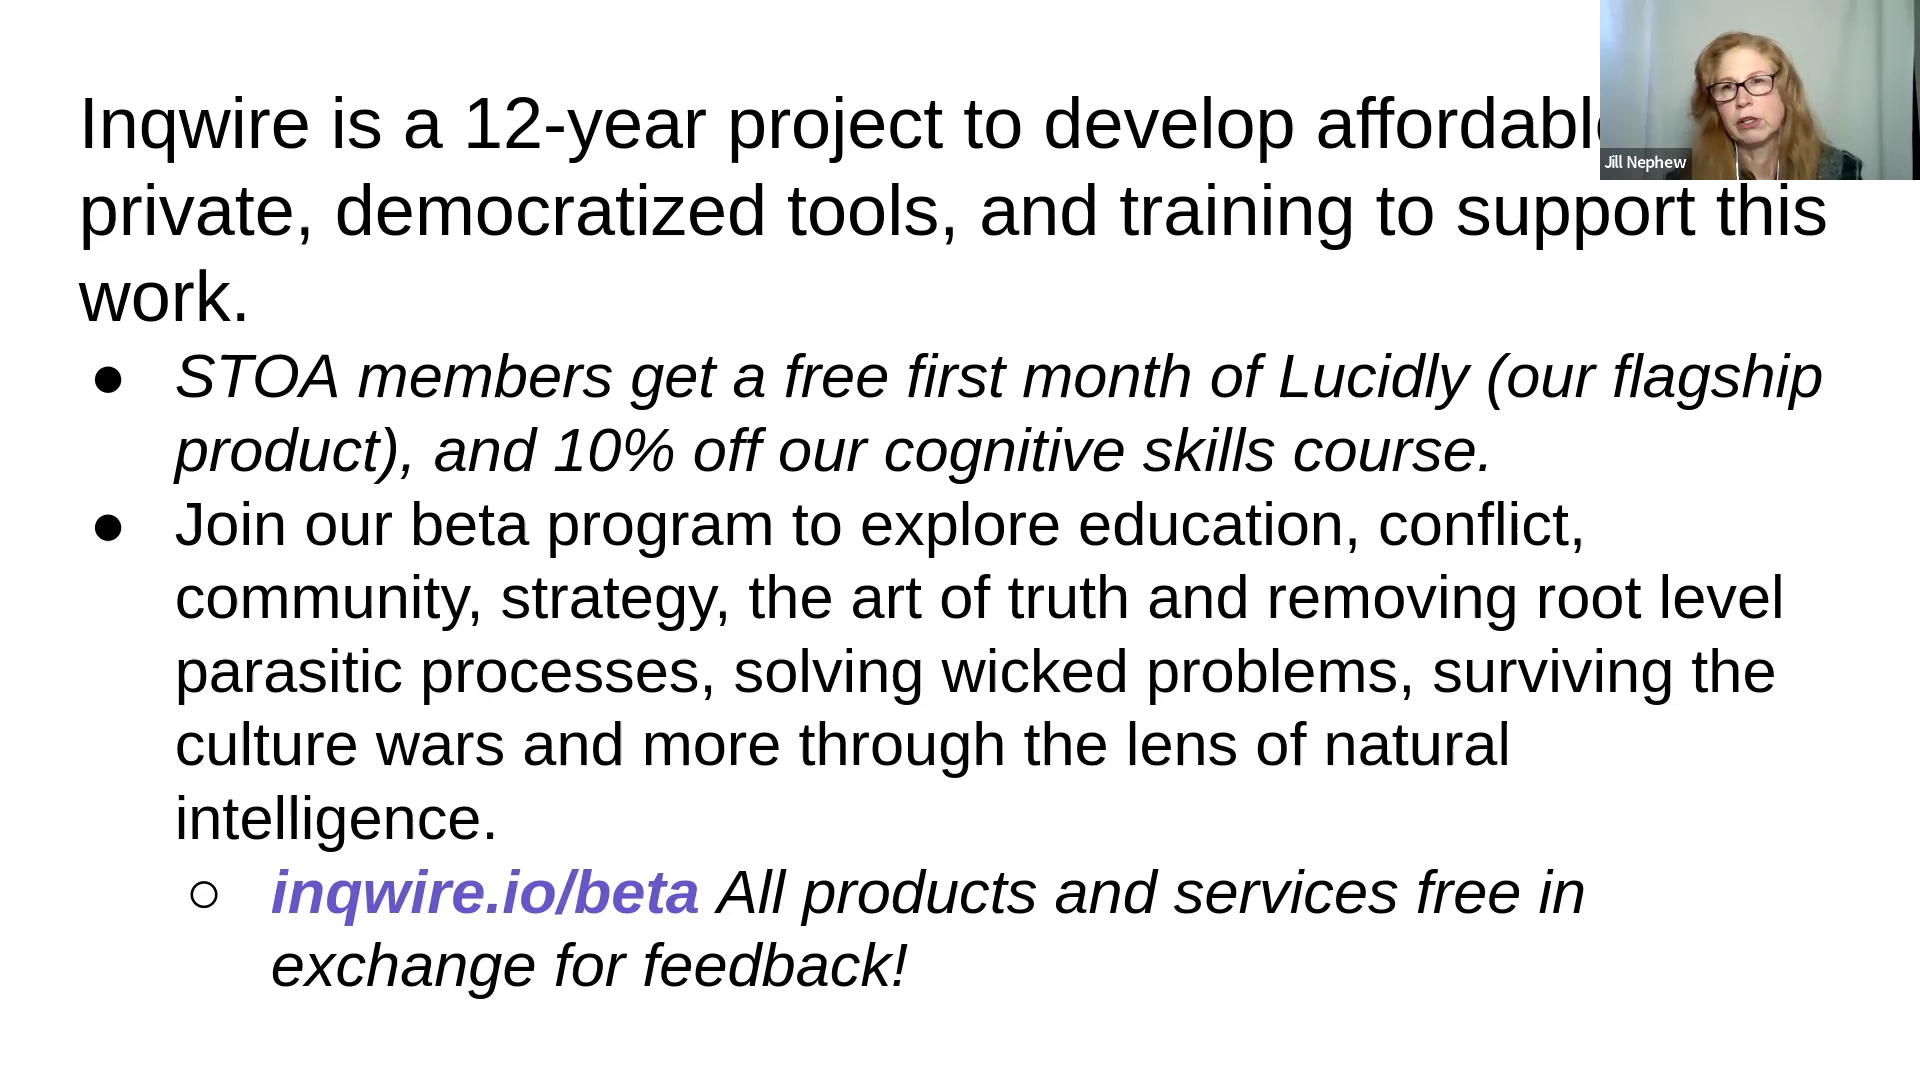 Inqwire is a 12-year project to develop
private, democratized tools, and training to support this
work.
● STOA members get a free first month of Lucidly (our flagship
product), and 10% off our cognitive skills course.
● Join our beta program to explore education, conflict,
community, strategy, the art of truth and removing root level
parasitic processes, solving wicked problems, surviving the
culture wars and more through the lens of natural
intelligence.
○ inqwire.io/beta All products and services free in
exchange for feedback!
Jill Nephew